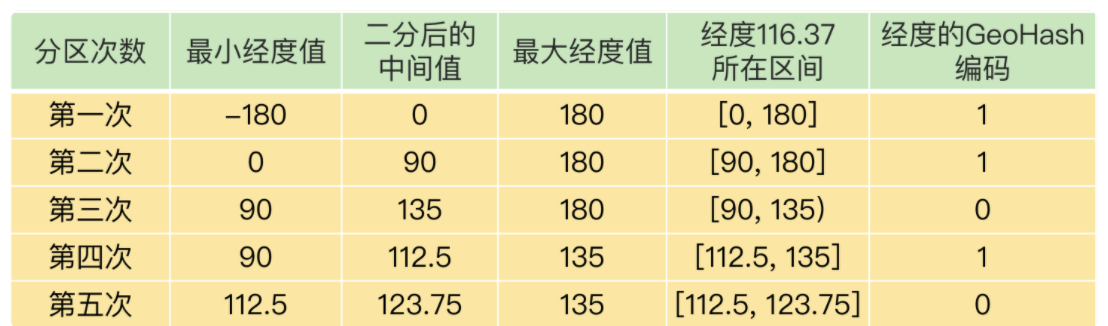 分区次数 最小经度值 二分后的中间值 最大经度值 经度116.37所在区间 经度的GeoHash编码
第一次 –180 0 180 [0, 180] 1
第二次 0 90 180 [90, 180] 1
第三次 90 135 180 [90, 135) 0
第四次 90 112.5 135 [112.5, 135] 1
第五次 112.5 123.75 135 [112.5, 123.75] 0